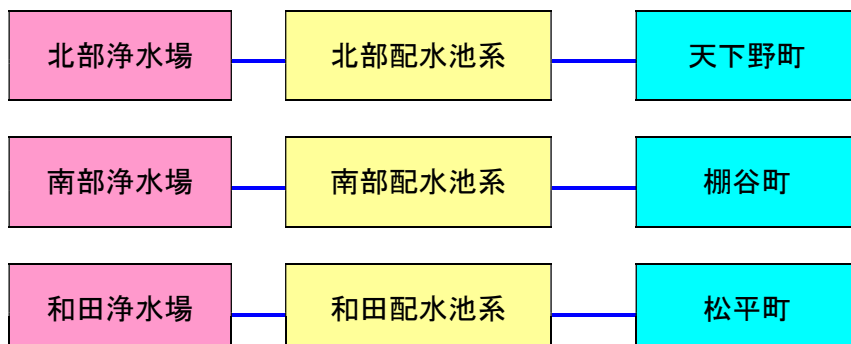 北部浄水場 北部配水池系 天下野町
南部浄水場 南部配水池系 棚谷町
和田浄水場 和田配水池系 松平町